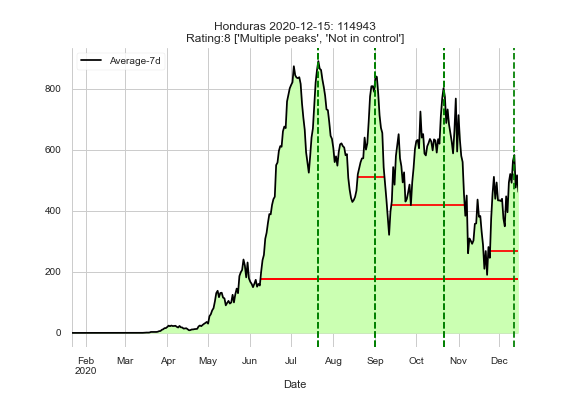 Honduras 2020-12-15: 114943
Rating:8 ['Multiple peaks', 'Not in control']
Average-7d
800
600
400
200
0
Feb Mar Apr May Jun Jul Aug Sep Oct Nov Dec
2020
Date